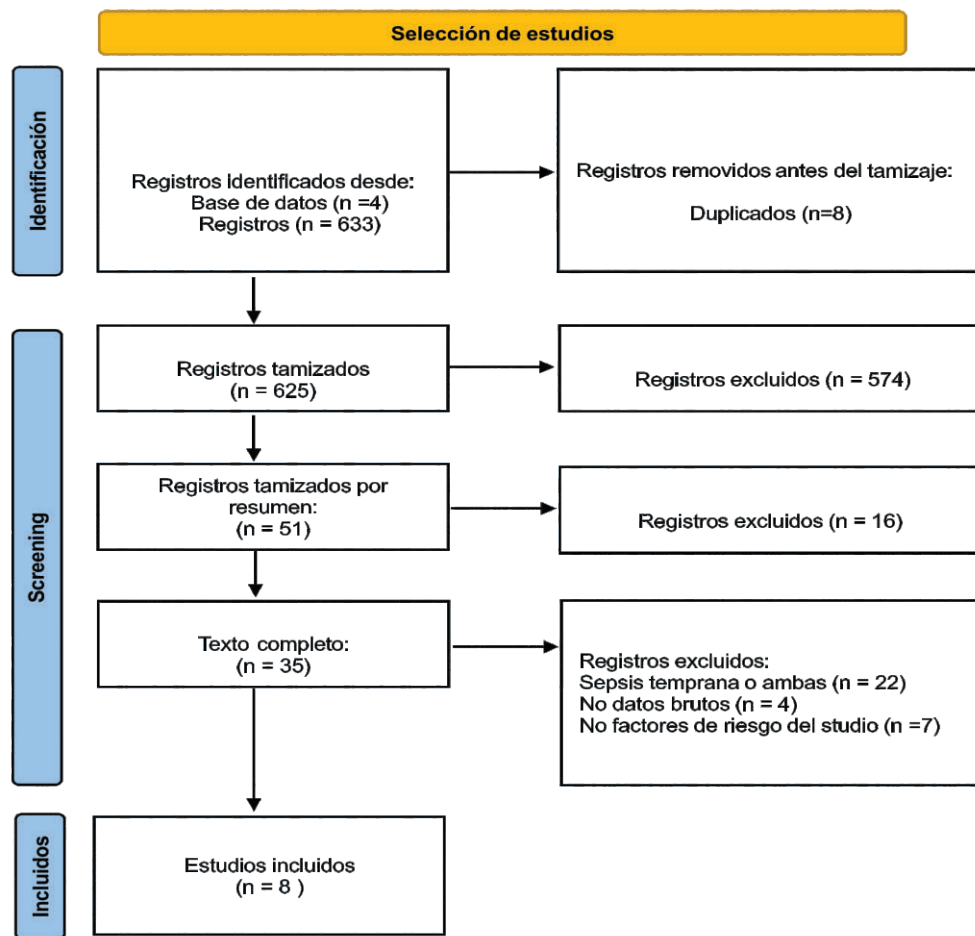 Selección de estudios
Identificación
Registros identificados desde:
Base de datos (n =4)
Registros (n = 633)
Registros removidos antes del tamizaje:
Duplicados (n=8)
Screening
Registros tamizados
(n = 625)
Registros excluidos (n = 574)
Registros tamizados por
resumen:
(n = 51)
Registros excluidos (n = 16)
Texto completo:
(n = 35)
Registros excluidos:
Sepsis temprana o ambas (n = 22)
No datos brutos (n = 4)
No factores de riesgo del studio (n =7)
Incluidos
Estudios incluidos
(n = 8 )